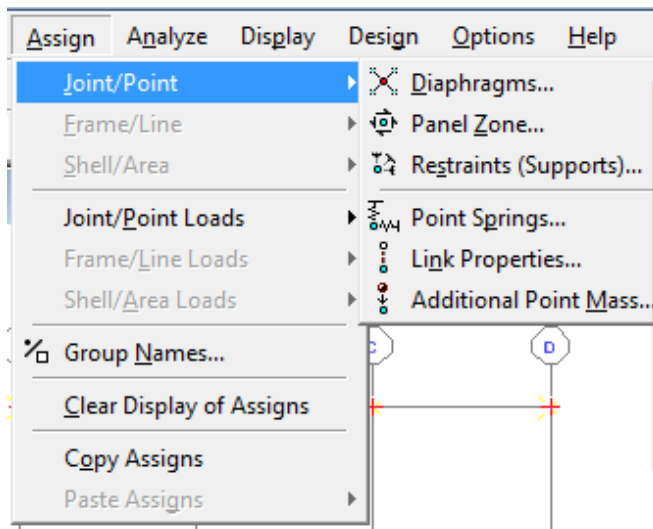 Assign Analyze Display Design Options Help
Joint/Point
Frame/Line
Shell/Area
Joint/Point Loads
Frame/Line Loads
Shell/Area Loads
Group Names...
Clear Display of Assigns
Copy Assigns
Paste Assigns
Diaphragms...
Panel Zone...
Restraints (Supports)...
Point Springs...
Link Properties...
Additional Point Mass...
C
D